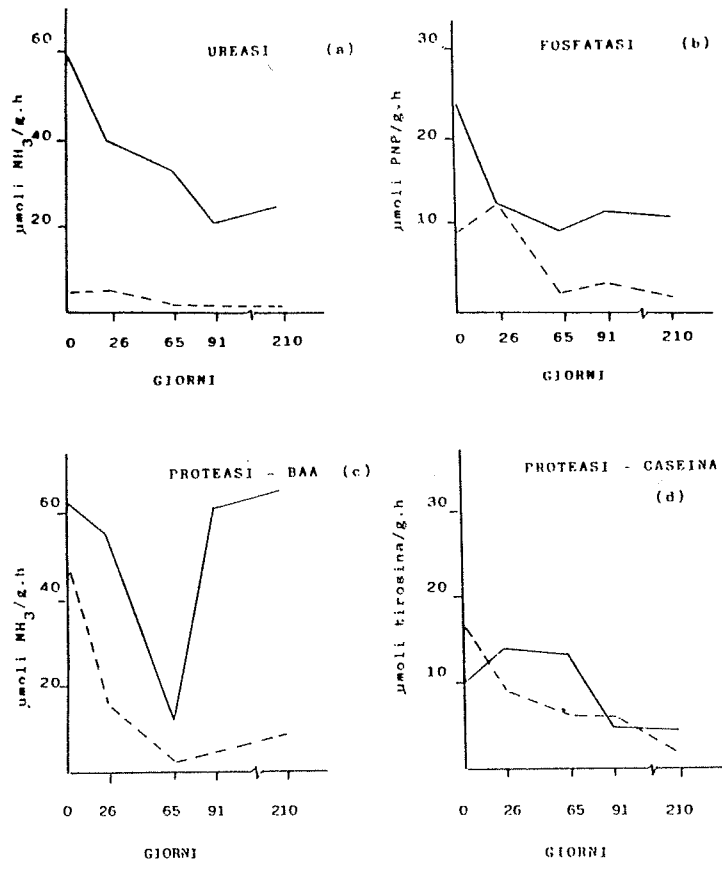 UREASI (a)
60
40
20
µmoli NH3/g.h
0 26 65 91 210
GIORNI
FOSFATASI (b)
30
20
10
µmoli PNP/g.h
0 26 65 91 210
GIORNI
PROTEASI - BAA (c)
60
40
20
µmoli NH3/g.h
0 26 65 91 210
GIORNI
PROTEASI - CASEINA
(d)
30
20
10
µmoli tirosina/g.h
0 26 65 91 210
GIORNI